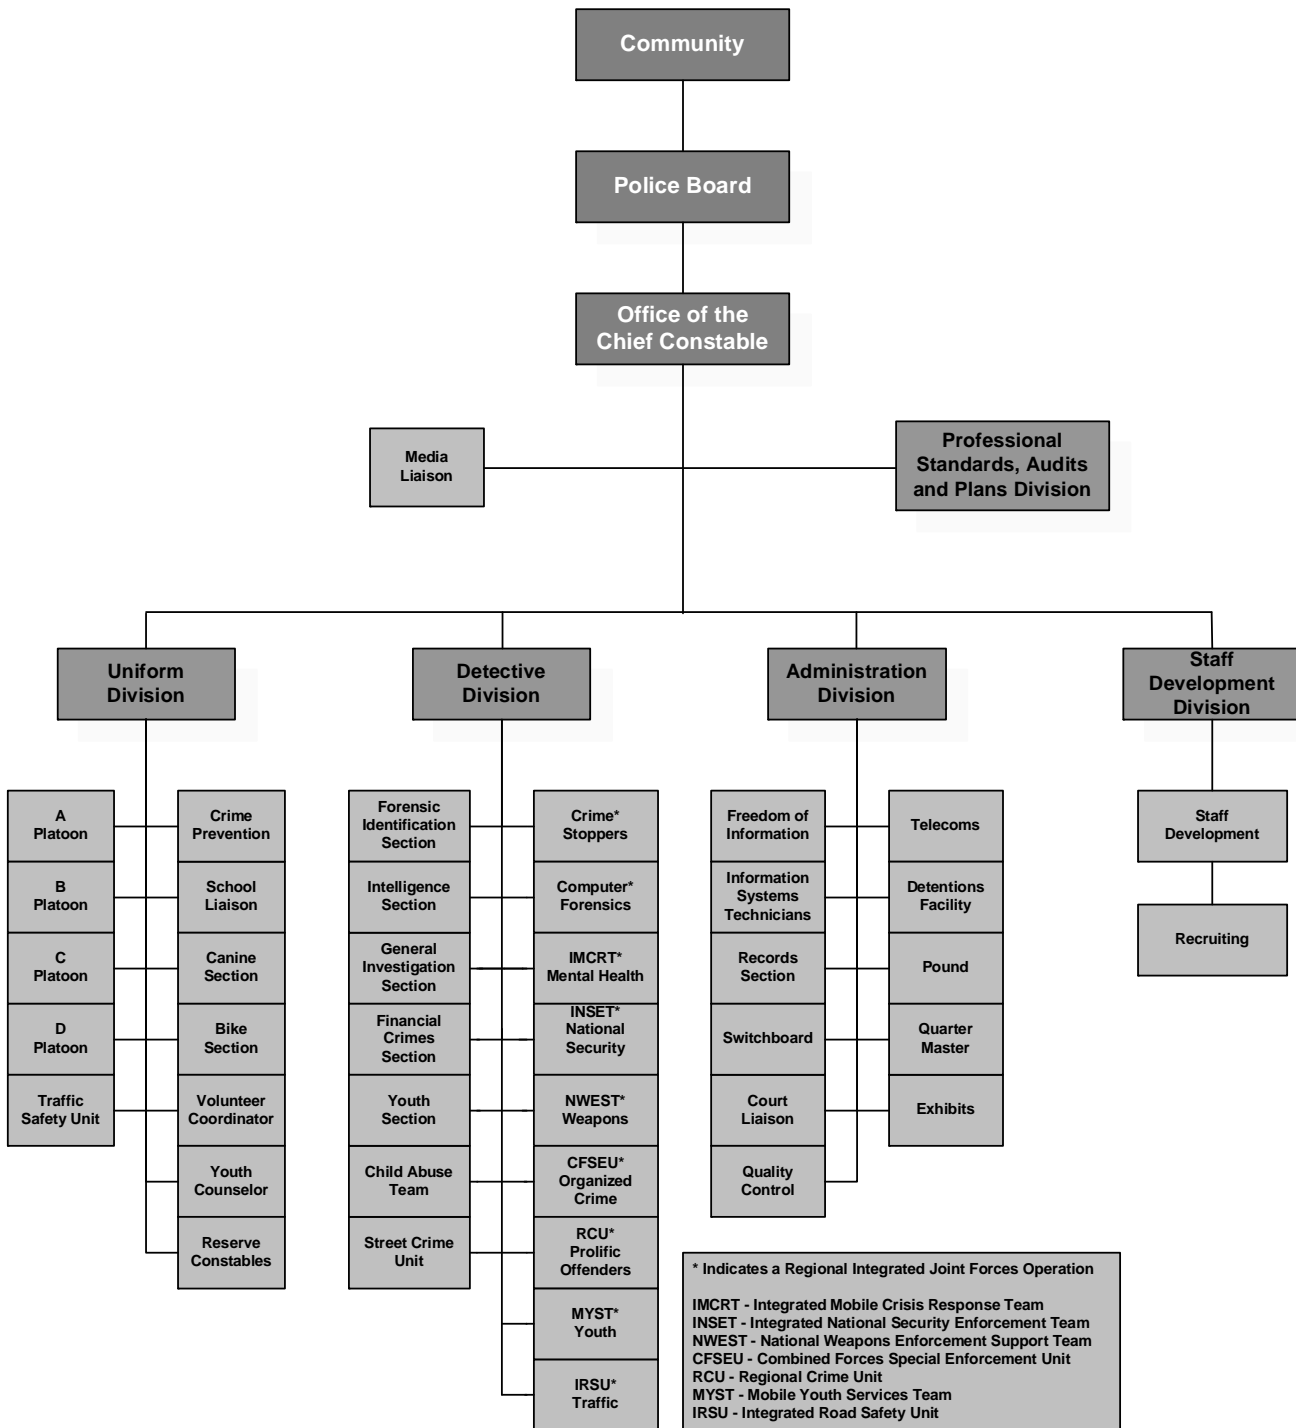 Community
Police Board
Office of the
Chief Constable
Media
Liaison
Professional
Standards, Audits
and Plans Division
Uniform
Division
Detective
Division
Administration
Division
Staff
Development
Division
A
Platoon
B
Platoon
C
Platoon
D
Platoon
Traffic
Safety Unit
Crime
Prevention
School
Liaison
Canine
Section
Bike
Section
Volunteer
Coordinator
Youth
Counselor
Reserve
Constables
Forensic
Identification
Section
Intelligence
Section
General
Investigation
Section
Financial
Crimes
Section
Youth
Section
Child Abuse
Team
Street Crime
Unit
Crime*
Stoppers
Computer*
Forensics
IMCRT*
Mental Health
INSET*
National
Security
NWEST*
Weapons
CFSEU*
Organized
Crime
RCU*
Prolific
Offenders
MYST*
Youth
IRSU*
Traffic
Freedom of
Information
Information
Systems
Technicians
Records
Section
Switchboard
Court
Liaison
Quality
Control
Telecoms
Detentions
Facility
Pound
Quarter
Master
Exhibits
Staff
Development
Recruiting
* Indicates a Regional Integrated Joint Forces Operation
IMCRT - Integrated Mobile Crisis Response Team
INSET - Integrated National Security Enforcement Team
NWEST - National Weapons Enforcement Support Team
CFSEU - Combined Forces Special Enforcement Unit
RCU - Regional Crime Unit
MYST - Mobile Youth Services Team
IRSU - Integrated Road Safety Unit